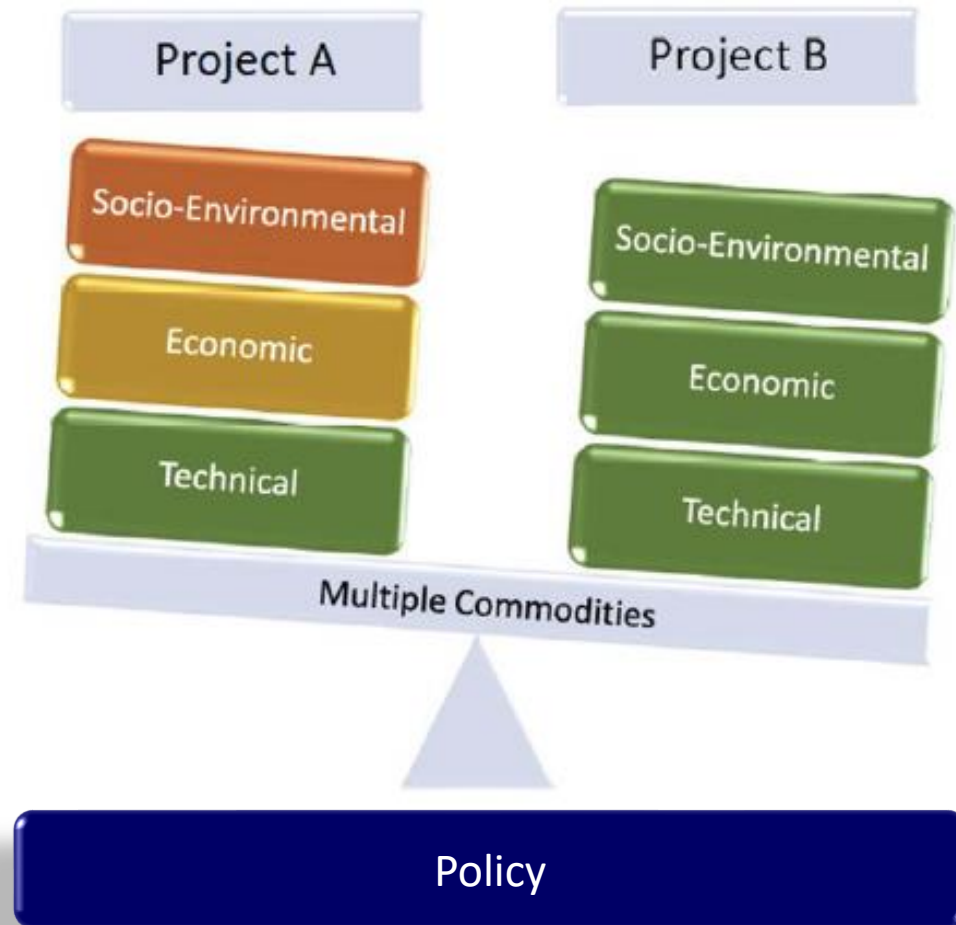 Project A
Project B
Socio-Environmental
Economic
Technical
Socio-Environmental
Economic
Technical
Multiple Commodities
Policy